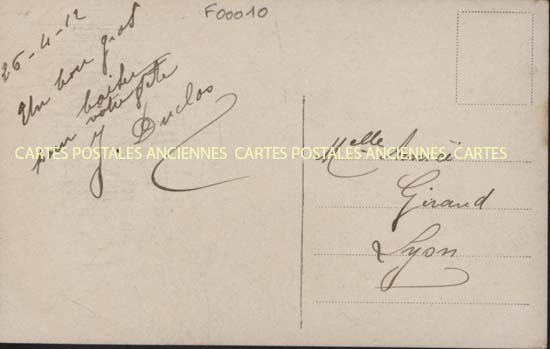 F00010
26-4-12
Un bon gros
baiser
pour votre fête
J. Duclos
CARTES POSTALES ANCIENNES CARTES POSTALES ANCIENNES CARTES
Melle
Giraud
Lyon